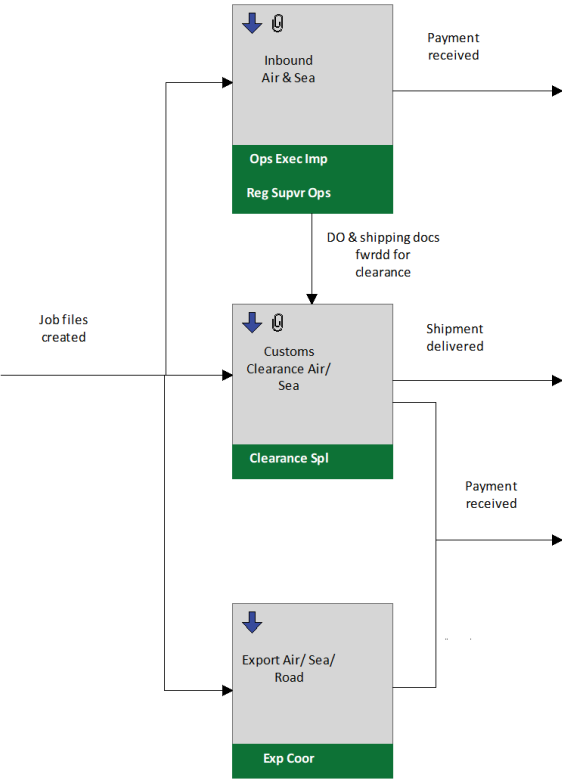 Payment
received
Inbound
Air & Sea
Ops Exec Imp
Reg Supvr Ops
DO & shipping docs
fwrdd for
clearance
Job files
created
Customs
Clearance Air/
Sea
Shipment
delivered
Clearance Spl
Payment
received
Export Air/ Sea/
Road
Exp Coor